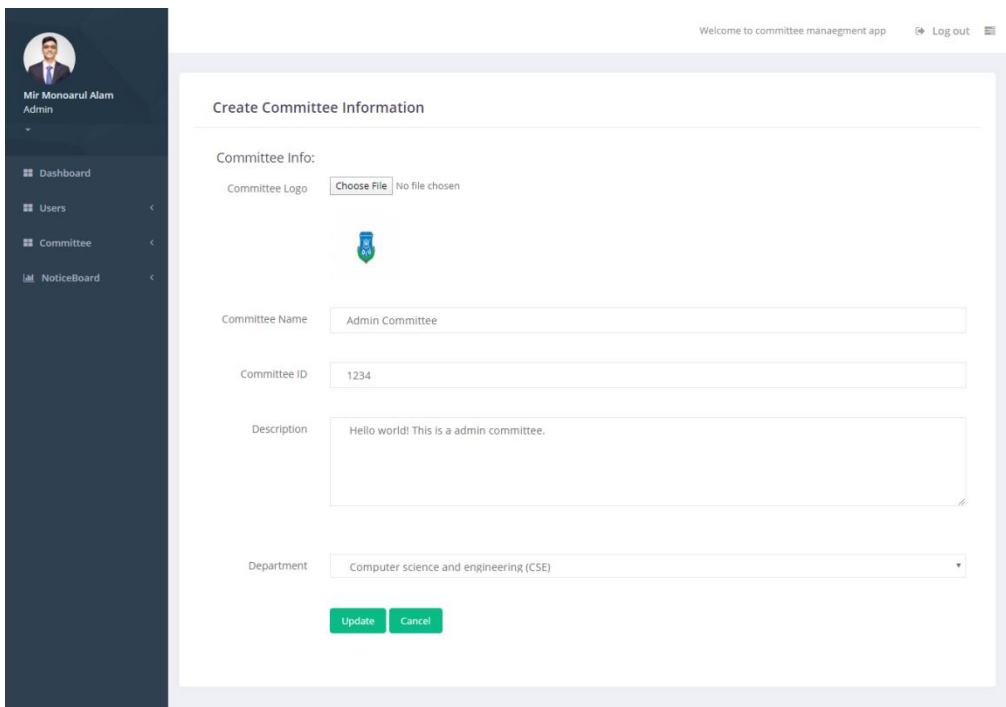 Welcome to committee manaegment app
Log out
Mir Monoarul Alam
Admin
Dashboard
Users
Committee
NoticeBoard
Create Committee Information
Committee Info:
Committee Logo Choose File No file chosen
Committee Name Admin Committee
Committee ID 1234
Description Hello world! This is a admin committee.
Department Computer science and engineering (CSE)
Update Cancel